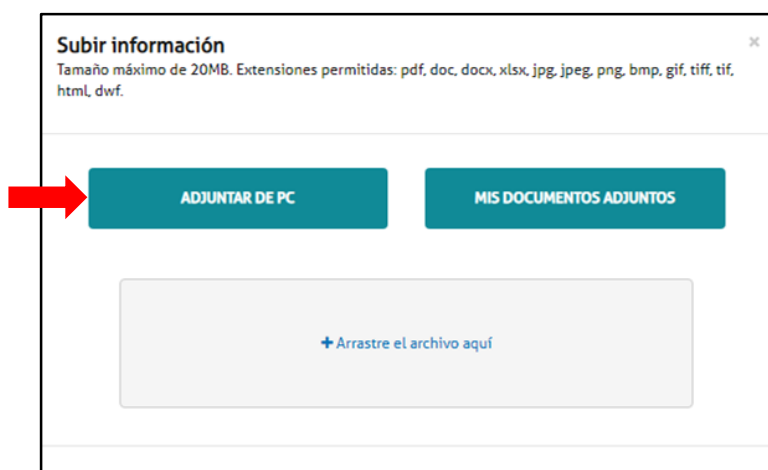 Subir información
Tamaño máximo de 20MB. Extensiones permitidas: pdf, doc, docx, xlsx, jpg, jpeg, png, bmp, gif, tiff, tif,
html, dwf.
ADJUNTAR DE PC
MIS DOCUMENTOS ADJUNTOS
+ Arrastre el archivo aquí